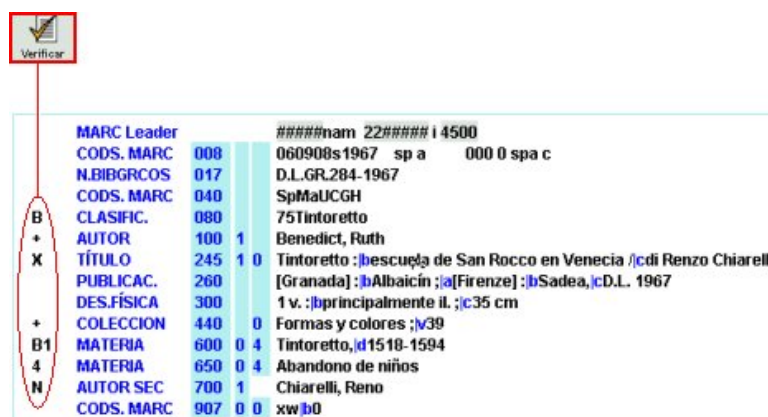 Verificar
MARC Leader #####nam 22##### i 4500
CODS. MARC 008 060908s1967 sp a 000 0 spa c
N.BIBGRCOS 017 D.L.GR.284-1967
CODS. MARC 040 SpMaUCGH
B CLASIFIC. 080 75Tintoretto
+ AUTOR 100 1 Benedict, Ruth
X TÍTULO 245 1 0 Tintoretto :|bescuela de San Rocco en Venecia /|cdi Renzo Chiarell
PUBLICAC. 260 [Granada] :|bAlbaicín ;|a[Firenze] :|bSadea,|cD.L. 1967
DES.FÍSICA 300 1 v. :|bprincipalmente il. ;|c35 cm
+ COLECCION 440 0 Formas y colores ;|v39
B1 MATERIA 600 0 4 Tintoretto,|d1518-1594
4 MATERIA 650 0 4 Abandono de niños
N AUTOR SEC 700 1 Chiarelli, Reno
CODS. MARC 907 0 0 xw|b0